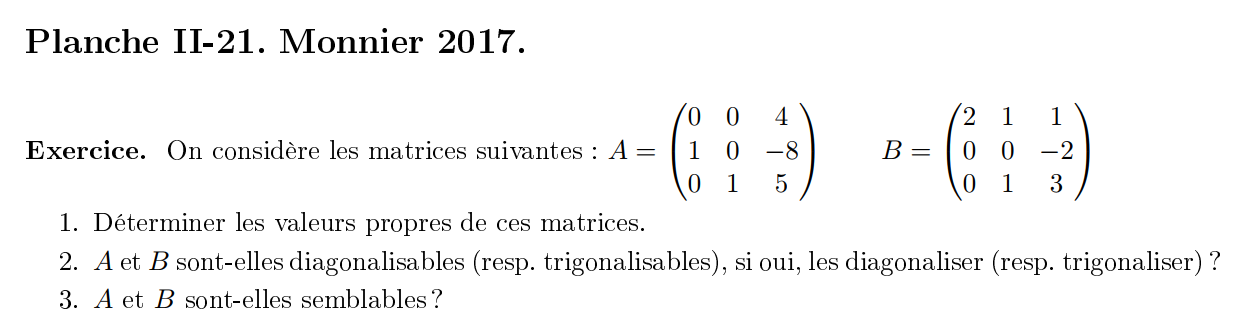 Planche II-21. Monnier 2017.
Exercice. On considère les matrices suivantes : A = \begin{pmatrix} 0 & 0 & 4 \\ 1 & 0 & -8 \\ 0 & 1 & 5 \end{pmatrix} B = \begin{pmatrix} 2 & 1 & 1 \\ 0 & 0 & -2 \\ 0 & 1 & 3 \end{pmatrix}
1. Déterminer les valeurs propres de ces matrices.
2. A et B sont-elles diagonalisables (resp. trigonalisables), si oui, les diagonaliser (resp. trigonaliser) ?
3. A et B sont-elles semblables ?